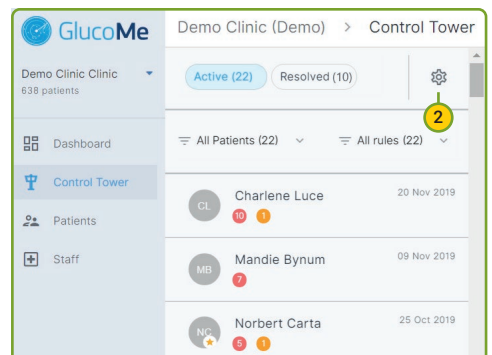 GlucoMe
Demo Clinic (Demo) > Control Tower
Demo Clinic Clinic
638 patients
Active (22)
Resolved (10)
2
Dashboard
Control Tower
Patients
Staff
All Patients (22)
All rules (22)
CL
Charlene Luce
20 Nov 2019
10
1
MB
Mandie Bynum
09 Nov 2019
7
NC
Norbert Carta
25 Oct 2019
5
1